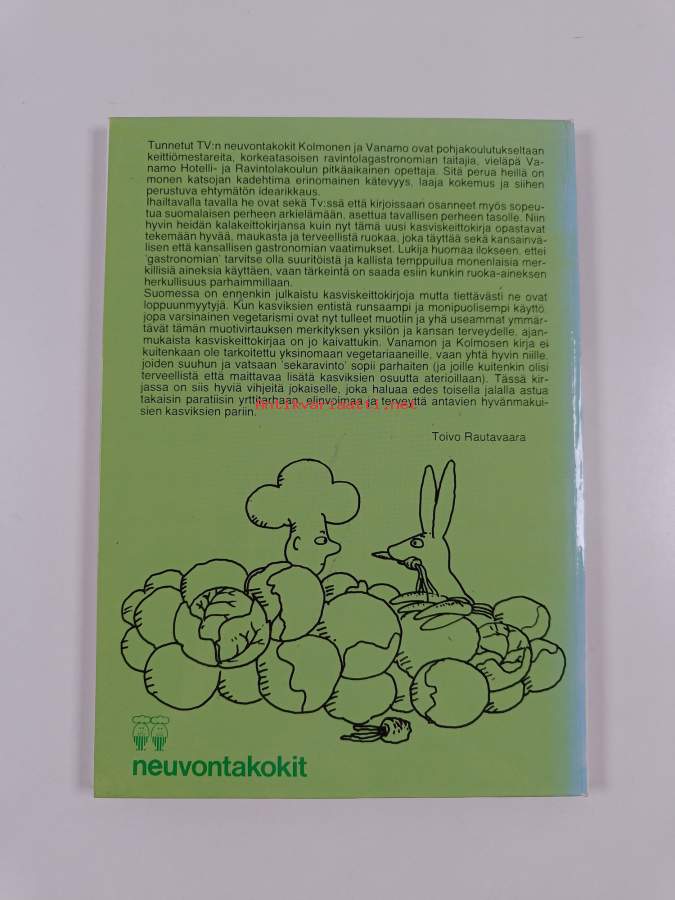 Tunnetut TV:n neuvontakokit Kolmonen ja Vanamo ovat pohjakoulutukseltaan
keittiömestareita, korkeatasoisen ravintolagastronomian taitajia, vieläpä Va-
namo Hotelli- ja Ravintolakoulun pitkäaikainen opettaja. Sitä perua heillä on
monen katsojan kadehtima erinomainen kätevyys, laaja kokemus ja siihen
perustuva ehtymätön idearikkaus.
Ihailtavalla tavalla he ovat sekä Tv:ssä että kirjoissaan osanneet myös sopeu-
tua suomalaisen perheen arkielämään, asettua tavallisen perheen tasolle. Niin
hyvin heidän kalakeittokirjansa kuin nyt tämä uusi kasviskeittokirja opastavat
tekemään hyvää, maukasta ja terveellistä ruokaa, joka täyttää sekä kansainvä-
lisen että kansallisen gastronomian vaatimukset. Lukija huomaa ilokseen, ettei
'gastronomian' tarvitse olla suuritöistä ja kallista temppuilua monenlaisia mer-
killisiä aineksia käyttäen, vaan tärkeintä on saada esiin kunkin ruoka-aineksen
herkullisuus parhaimmillaan.
Suomessa on ennenkin julkaistu kasviskeittokirjoja mutta tiettävästi ne ovat
loppuunmyytyjä. Kun kasviksien entistä runsaampi ja monipuolisempi käyttö,
jopa varsinainen vegetarismi ovat nyt tulleet muotiin ja yhä useammat ymmär-
tävät tämän muotivirtauksen merkityksen yksilön ja kansan terveydelle, ajan-
mukaista kasviskeittokirjaa on jo kaivattukin. Vanamon ja Kolmosen kirja ei
kuitenkaan ole tarkoitettu yksinomaan vegetariaaneille, vaan yhtä hyvin niille,
joiden suuhun ja vatsaan 'sekaravinto' sopii parhaiten (ja joille kuitenkin olisi
terveellistä että maittavaa lisätä kasviksien osuutta aterioillaan). Tässä kir-
jassa on siis hyviä vihjeitä jokaiselle, joka haluaa edes toisella jalalla astua
takaisin paratiisin yrttitarhaan, elinvoimaa ja terveyttä antavien hyvänmakui-
sien kasviksien pariin.
Antikvariaatti.net
Toivo Rautavaara
neuvontakokit